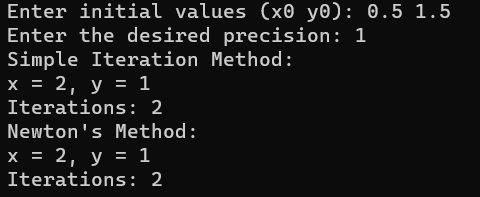 Enter initial values (x0 y0): 0.5 1.5
Enter the desired precision: 1
Simple Iteration Method:
x = 2, y = 1
Iterations: 2
Newton's Method:
x = 2, y = 1
Iterations: 2